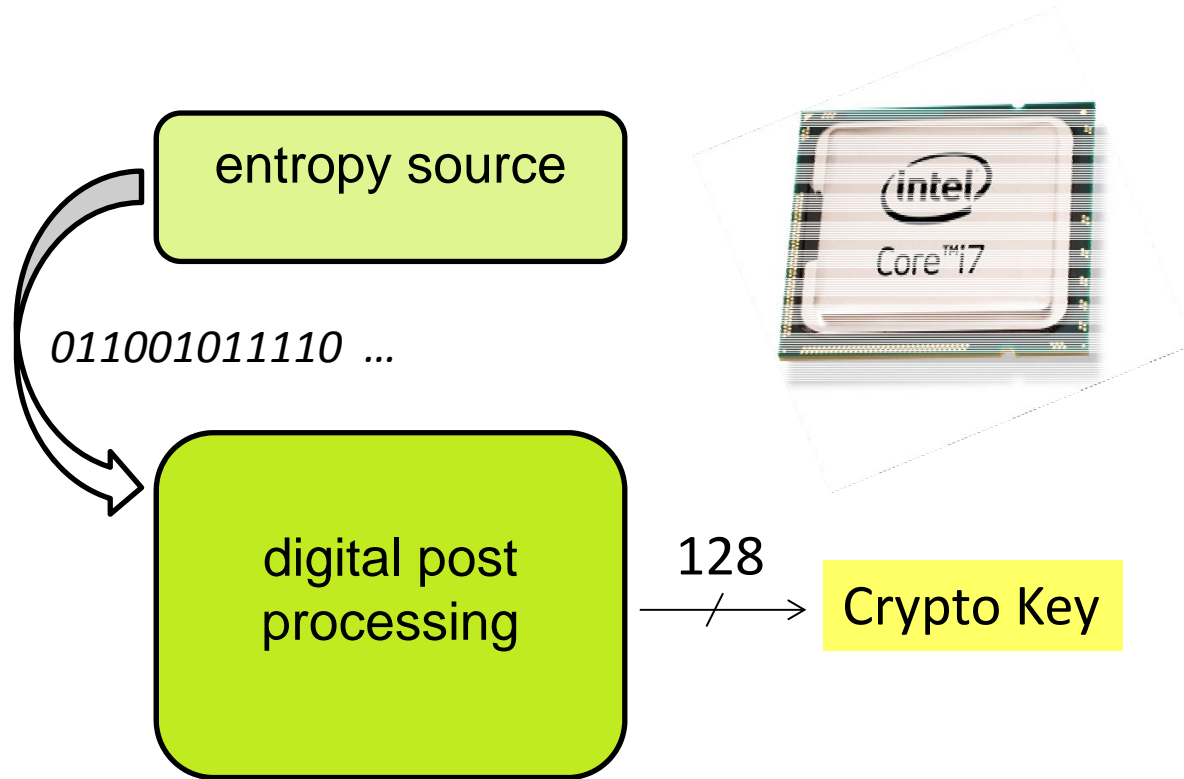 entropy source
intel
Core™i7
011001011110 ...
digital post
processing
128
Crypto Key